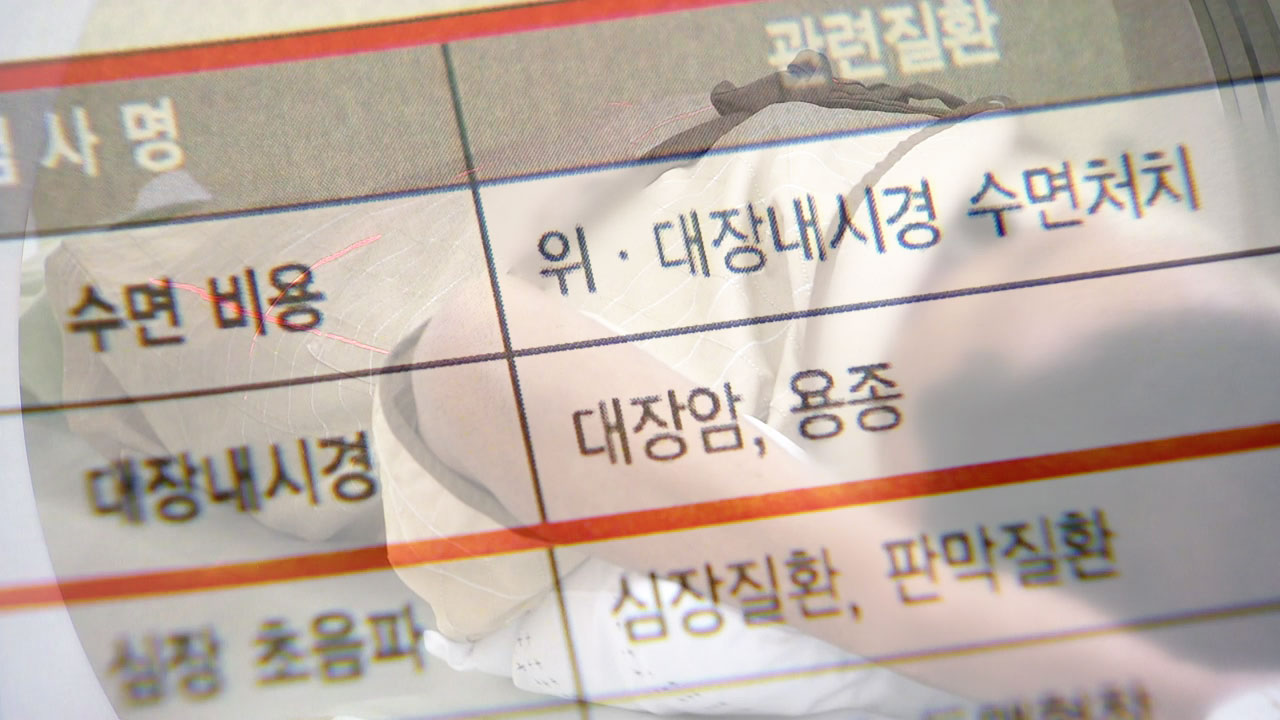 사 명 관련질환
수면 비용 위 · 대장내시경 수면처치
대장내시경 대장암, 용종
심장 초음파 심장질환, 판막질환